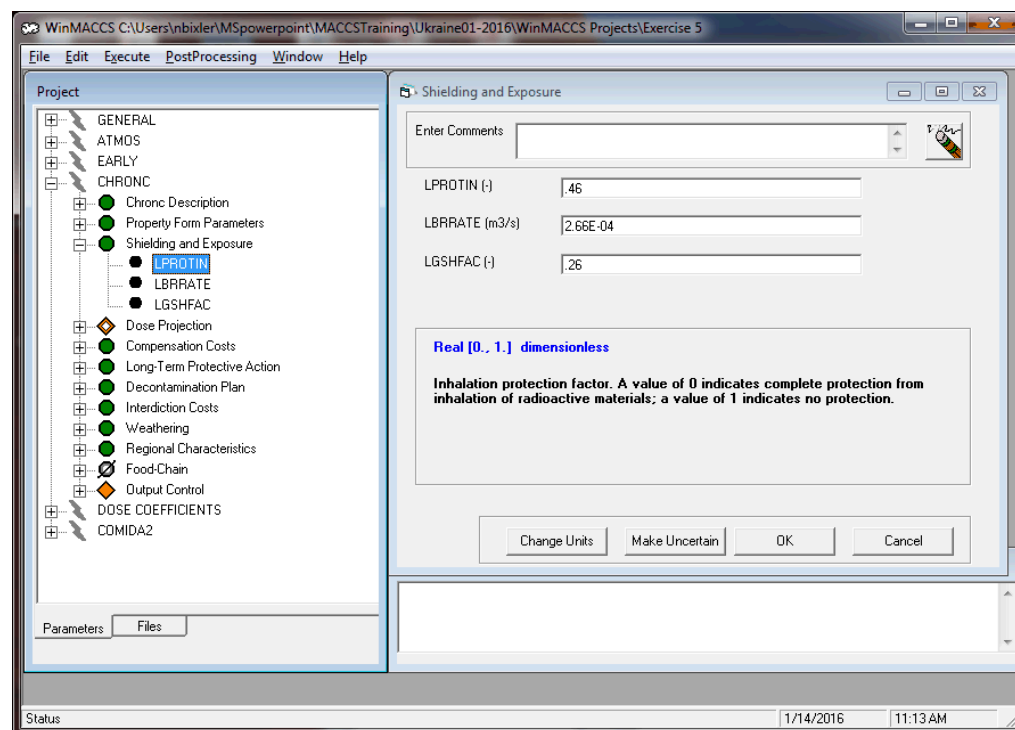 WinMACCS C:\Users\nbixler\MSpowerpoint\MACCSTraining\Ukraine01-2016\WinMACCS Projects\Exercise 5
File Edit Execute PostProcessing Window Help
Project
GENERAL
ATMOS
EARLY
CHRONC
Chronc Description
Property Form Parameters
Shielding and Exposure
LPROTIN
LBRRATE
LGSHFAC
Dose Projection
Compensation Costs
Long-Term Protective Action
Decontamination Plan
Interdiction Costs
Weathering
Regional Characteristics
Food-Chain
Output Control
DOSE COEFFICIENTS
COMIDA2
Parameters Files
Shielding and Exposure
Enter Comments
LPROTIN (-) .46
LBRRATE (m3/s) 2.66E-04
LGSHFAC (-) .26
Real [0., 1.] dimensionless
Inhalation protection factor. A value of 0 indicates complete protection from
inhalation of radioactive materials; a value of 1 indicates no protection.
Change Units Make Uncertain OK Cancel
Status 1/14/2016 11:13 AM